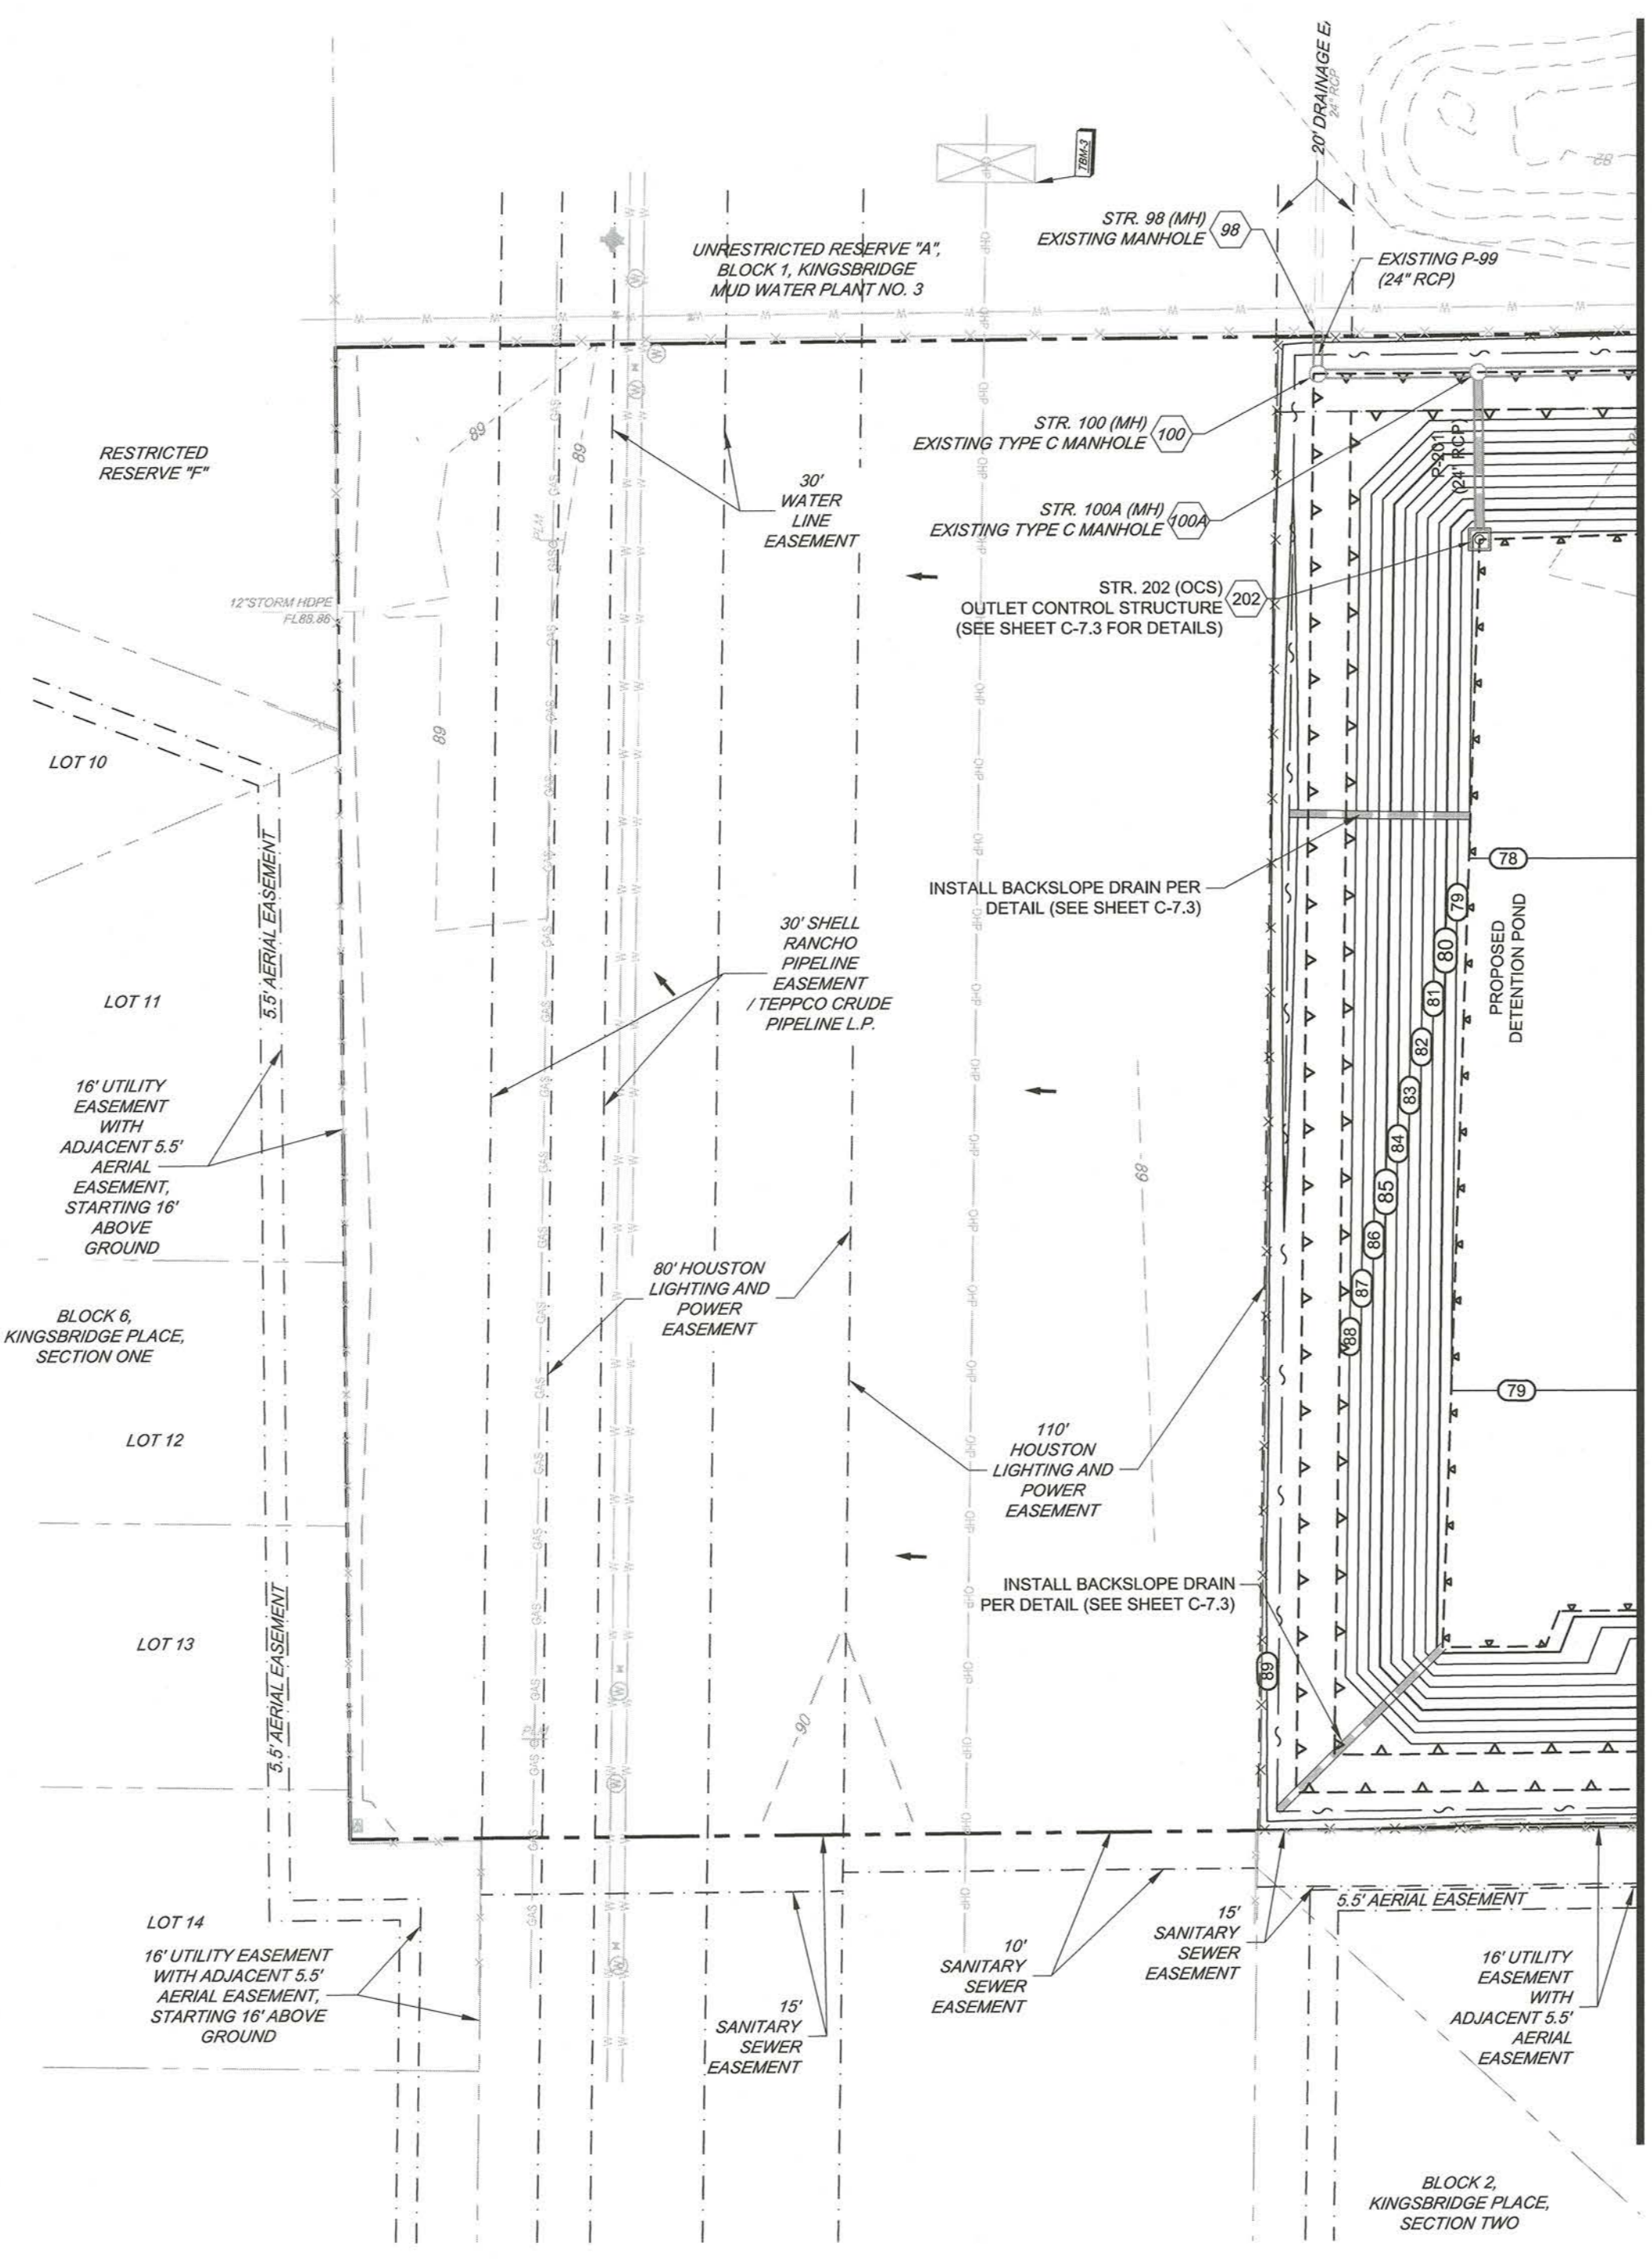 20' DRAINAGE E
24" RCP
TBM-3
82
STR. 98 (MH)
EXISTING MANHOLE
98
UNRESTRICTED RESERVE "A",
BLOCK 1, KINGSBRIDGE
MUD WATER PLANT NO. 3
EXISTING P-99
(24" RCP)
RESTRICTED
RESERVE "F"
89
89
STR. 100 (MH)
EXISTING TYPE C MANHOLE
100
P-201
(24" RCP)
30'
WATER
LINE
EASEMENT
STR. 100A (MH)
EXISTING TYPE C MANHOLE
100A
PLM
12"STORM HDPE
FL88.86
STR. 202 (OCS)
OUTLET CONTROL STRUCTURE
(SEE SHEET C-7.3 FOR DETAILS)
202
89
LOT 10
5.5' AERIAL EASEMENT
INSTALL BACKSLOPE DRAIN PER
DETAIL (SEE SHEET C-7.3)
78
79
80
81
82
83
84
85
86
87
88
PROPOSED
DETENTION POND
30' SHELL
RANCHO
PIPELINE
EASEMENT
/ TEPPCO CRUDE
PIPELINE L.P.
LOT 11
16' UTILITY
EASEMENT
WITH
ADJACENT 5.5'
AERIAL
EASEMENT,
STARTING 16'
ABOVE
GROUND
89
80' HOUSTON
LIGHTING AND
POWER
EASEMENT
BLOCK 6,
KINGSBRIDGE PLACE,
SECTION ONE
79
LOT 12
110'
HOUSTON
LIGHTING AND
POWER
EASEMENT
INSTALL BACKSLOPE DRAIN
PER DETAIL (SEE SHEET C-7.3)
LOT 13
5.5' AERIAL EASEMENT
89
90
GAS
W
OHP
5.5' AERIAL EASEMENT
LOT 14
16' UTILITY EASEMENT
WITH ADJACENT 5.5'
AERIAL EASEMENT,
STARTING 16' ABOVE
GROUND
15'
SANITARY
SEWER
EASEMENT
10'
SANITARY
SEWER
EASEMENT
15'
SANITARY
SEWER
EASEMENT
16' UTILITY
EASEMENT
WITH
ADJACENT 5.5'
AERIAL
EASEMENT
BLOCK 2,
KINGSBRIDGE PLACE,
SECTION TWO